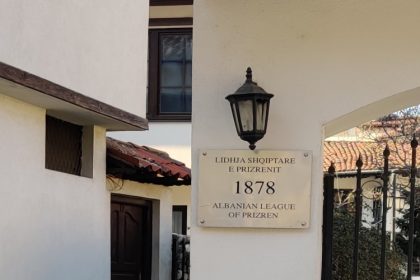 LIDHJA SHQIPTARE
E PRIZRENIT
1878
ALBANIAN LEAGUE
OF PRIZREN